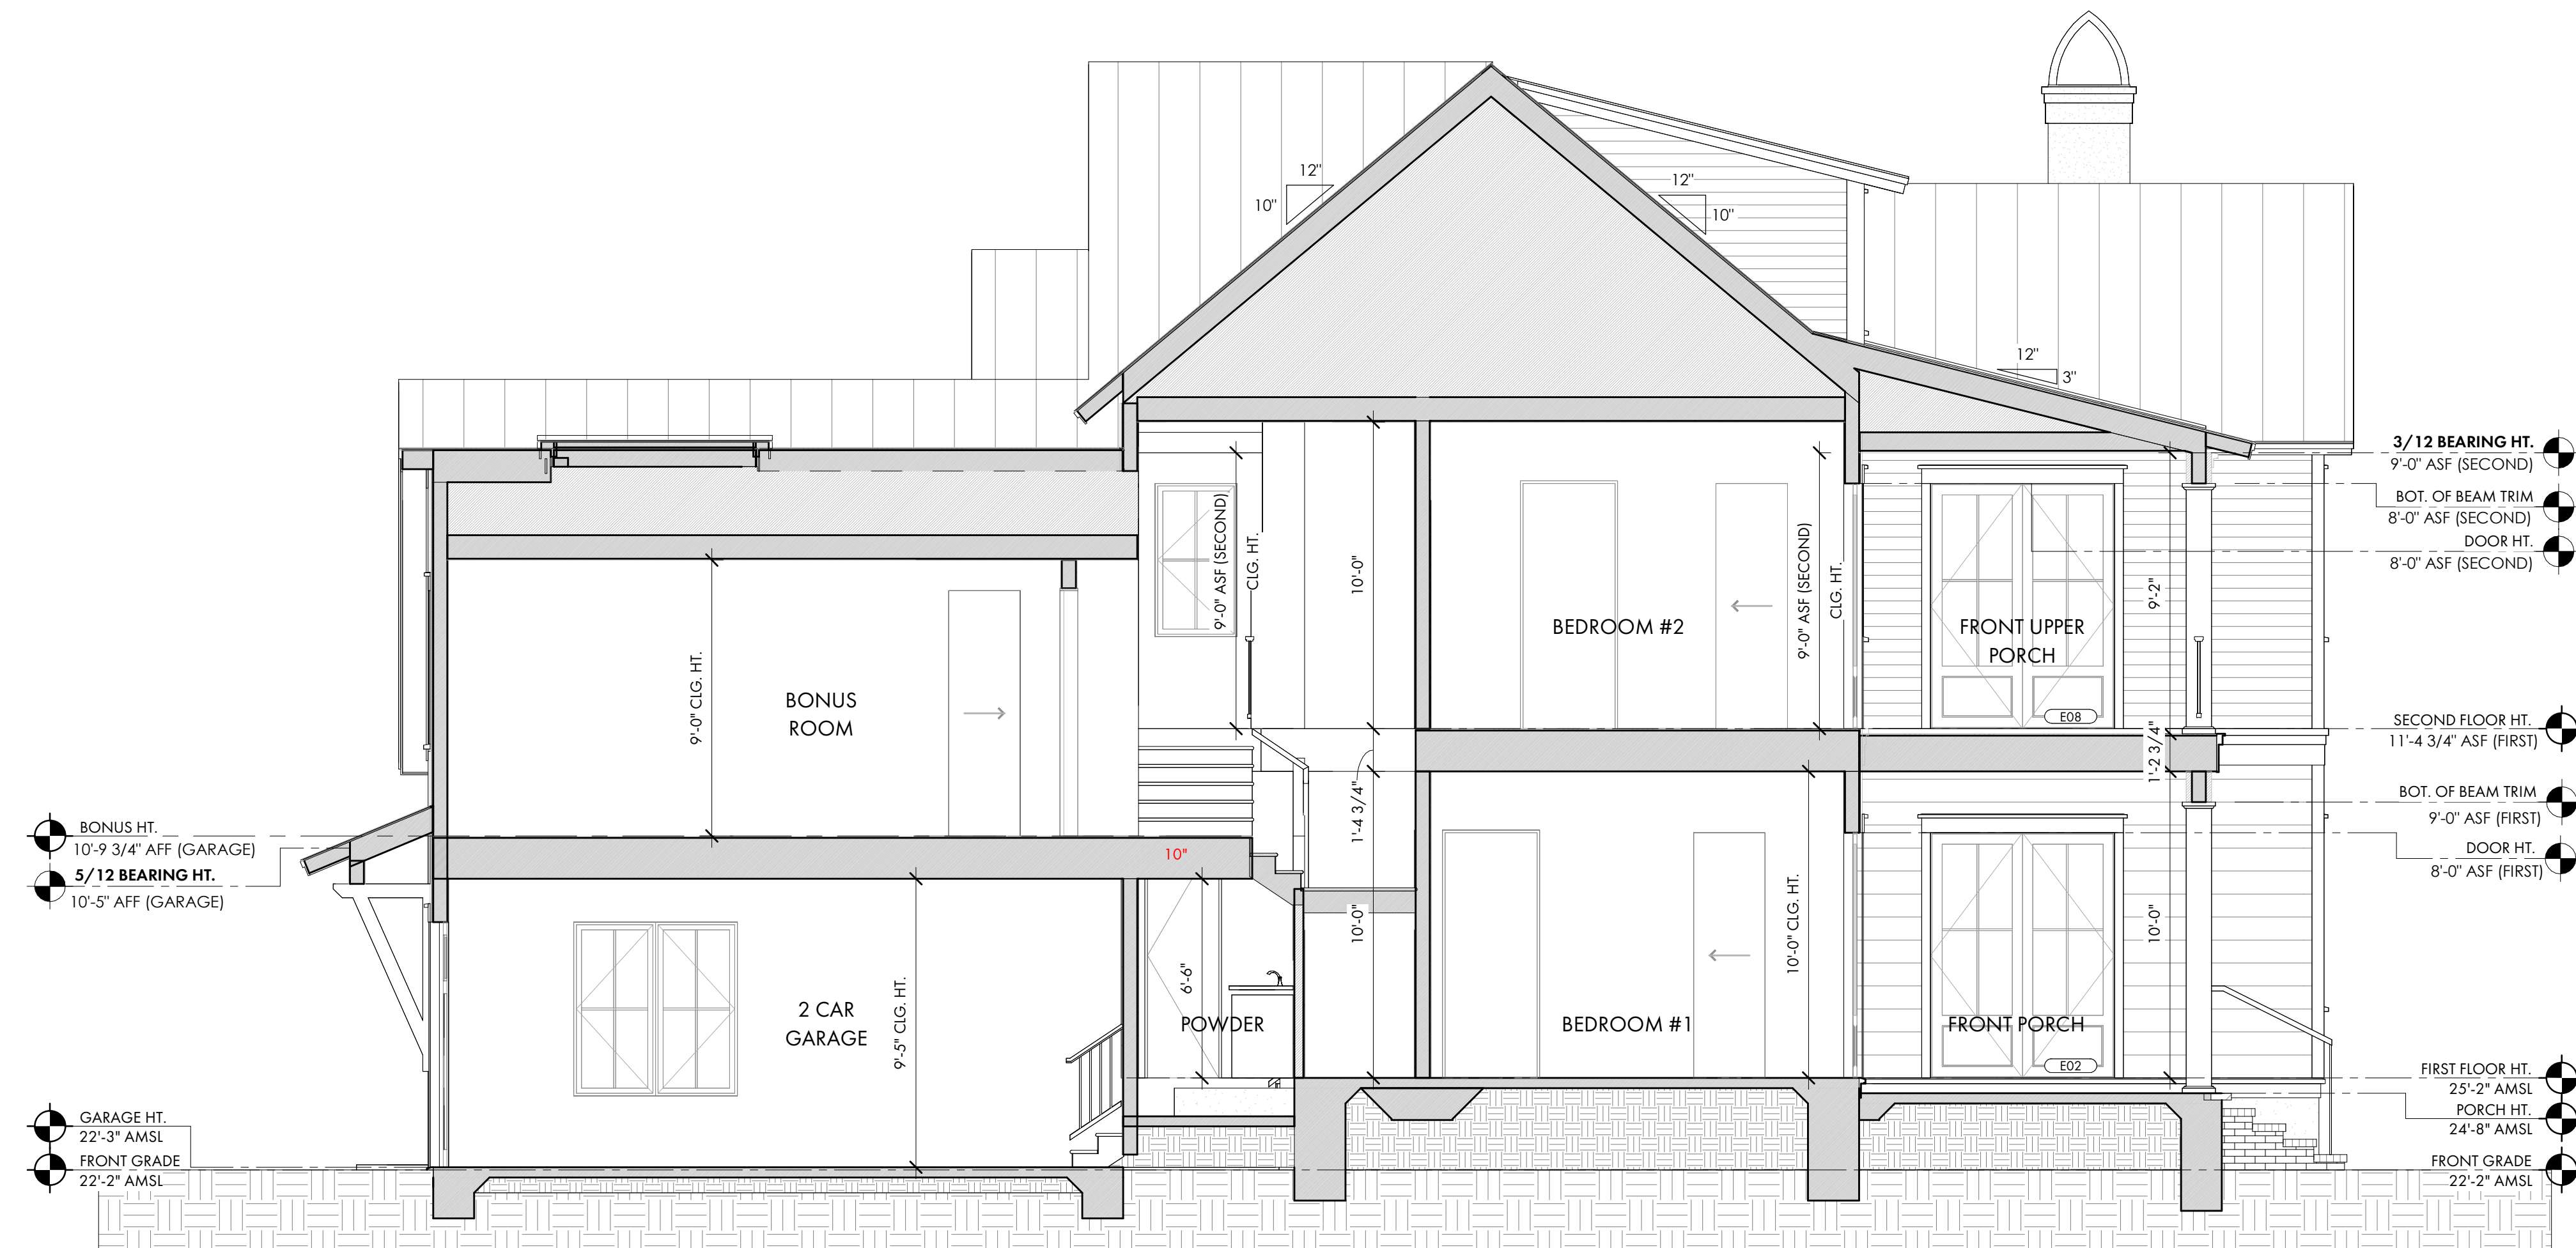 12"
10"
12"
10"
12"
3"
3/12 BEARING HT.
9'-0" ASF (SECOND)
BOT. OF BEAM TRIM
8'-0" ASF (SECOND)
DOOR HT.
8'-0" ASF (SECOND)
9'-0" ASF (SECOND)
CLG. HT.
10'-0"
BEDROOM #2
9'-0" ASF (SECOND)
CLG. HT.
FRONT UPPER
PORCH
9'-2"
E08
9'-0" CLG. HT.
BONUS
ROOM
SECOND FLOOR HT.
11'-4 3/4" ASF (FIRST)
1'-2 3/4"
1'-4 3/4"
BOT. OF BEAM TRIM
9'-0" ASF (FIRST)
BONUS HT.
10'-9 3/4" AFF (GARAGE)
5/12 BEARING HT.
10'-5" AFF (GARAGE)
10"
DOOR HT.
8'-0" ASF (FIRST)
10'-0"
10'-0" CLG. HT.
10'-0"
6'-6"
2 CAR
GARAGE
9'-5" CLG. HT.
POWDER
BEDROOM #1
FRONT PORCH
E02
FIRST FLOOR HT.
25'-2" AMSL
PORCH HT.
24'-8" AMSL
GARAGE HT.
22'-3" AMSL
FRONT GRADE
22'-2" AMSL
FRONT GRADE
22'-2" AMSL